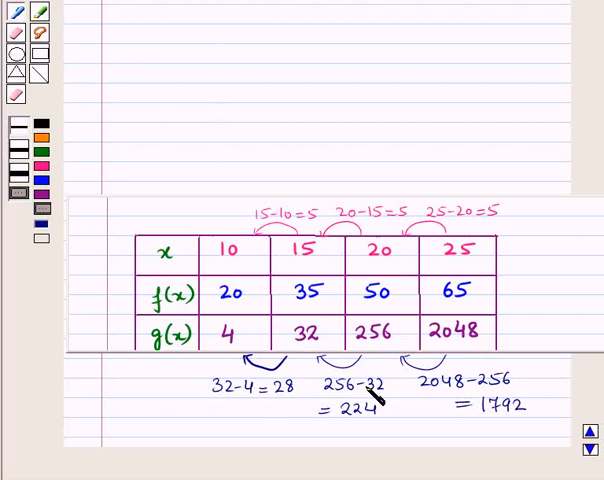 15-10=5 20-15=5 25-20=5
x 10 15 20 25
f(x) 20 35 50 65
g(x) 4 32 256 2048
32-4=28 256-32 2048-256
=224 =1792